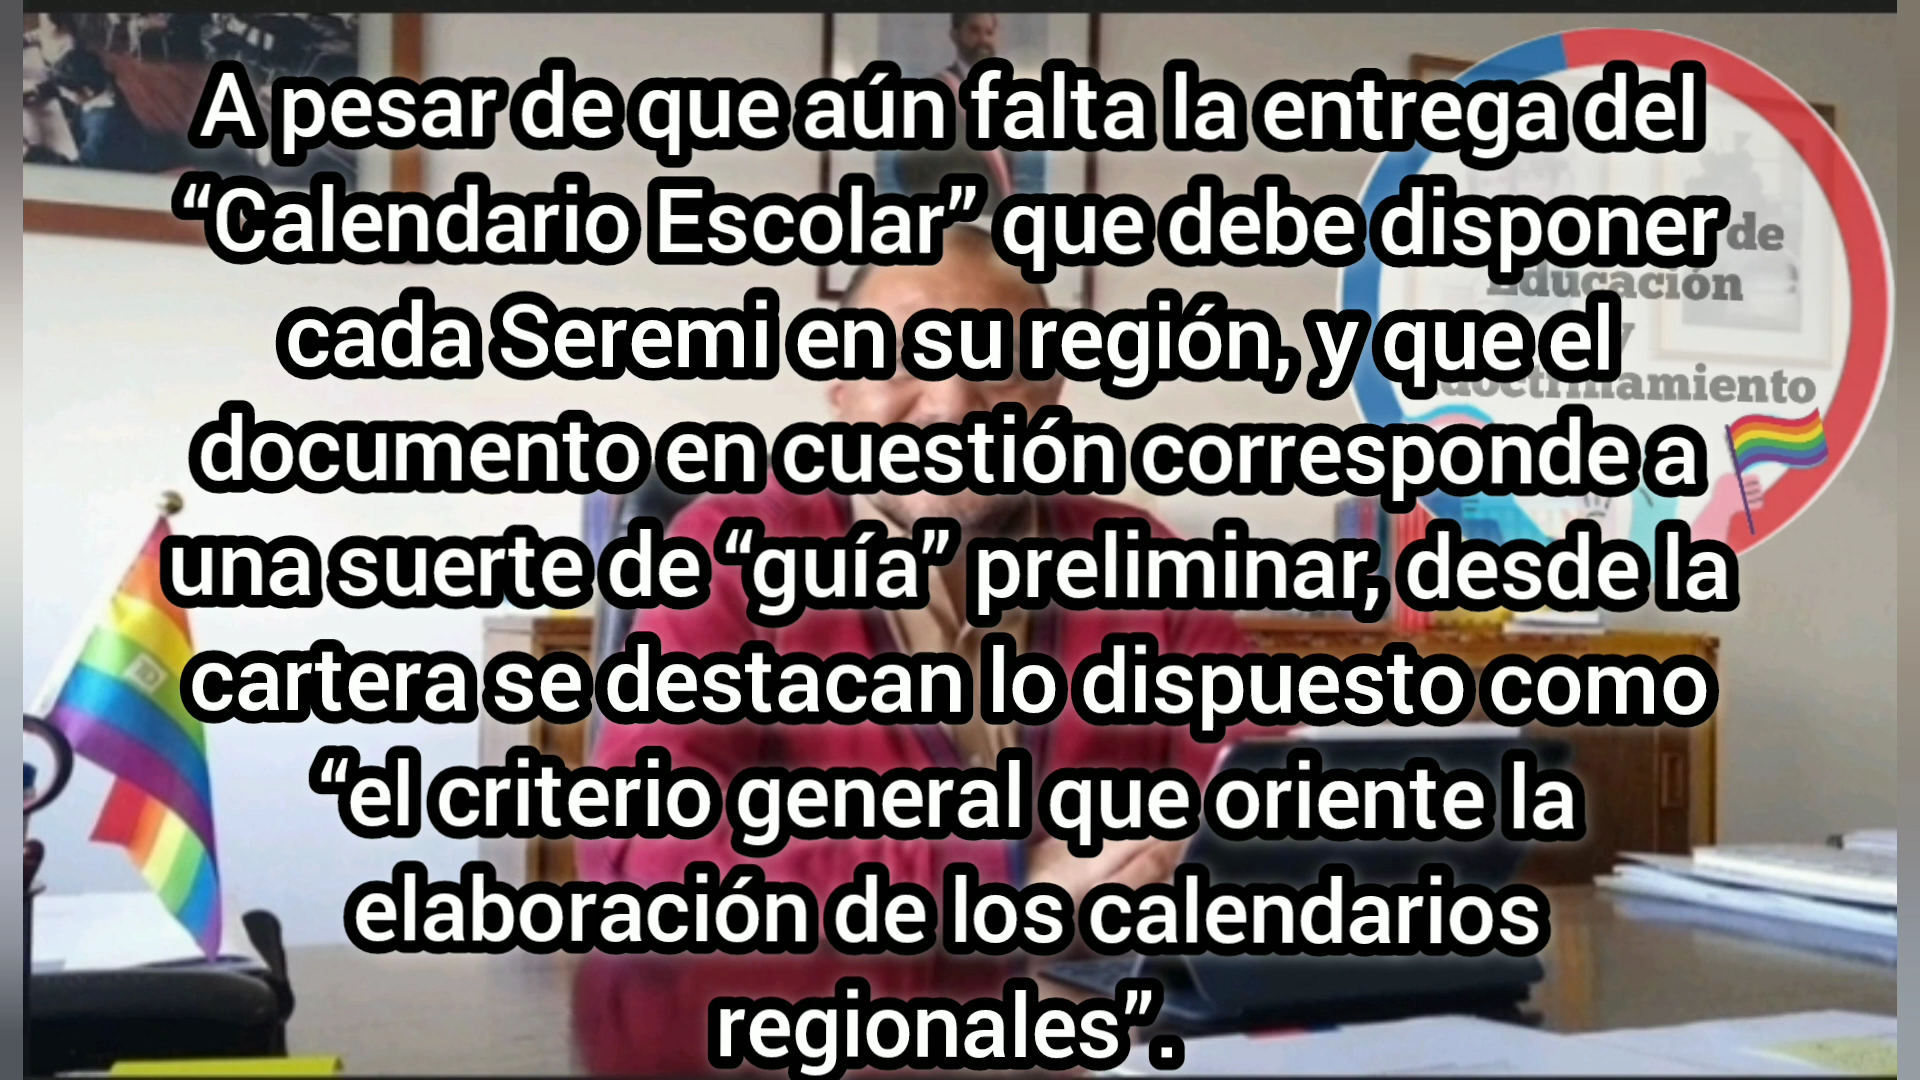 A pesar de que aún falta la entrega del
“Calendario Escolar” que debe disponer
cada Seremi en su región, y que el
documento en cuestión corresponde a
una suerte de “guía” preliminar, desde la
cartera se destacan lo dispuesto como
“el criterio general que oriente la
elaboración de los calendarios
regionales”.
de
Educación
y